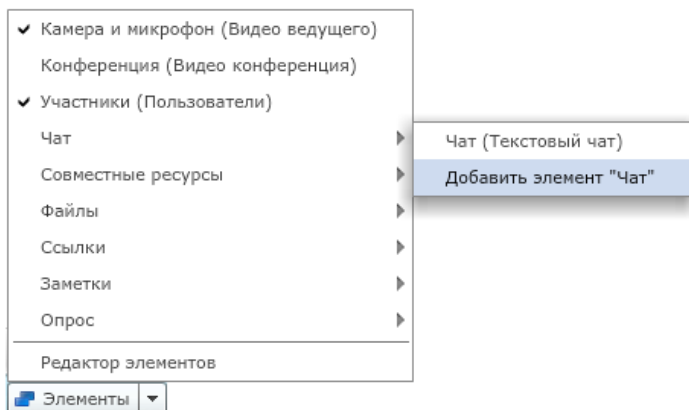 Камера и микрофон (Видео ведущего)
Конференция (Видео конференция)
Участники (Пользователи)
Чат
Чат (Текстовый чат)
Добавить элемент "Чат"
Совместные ресурсы
Файлы
Ссылки
Заметки
Опрос
Редактор элементов
Элементы